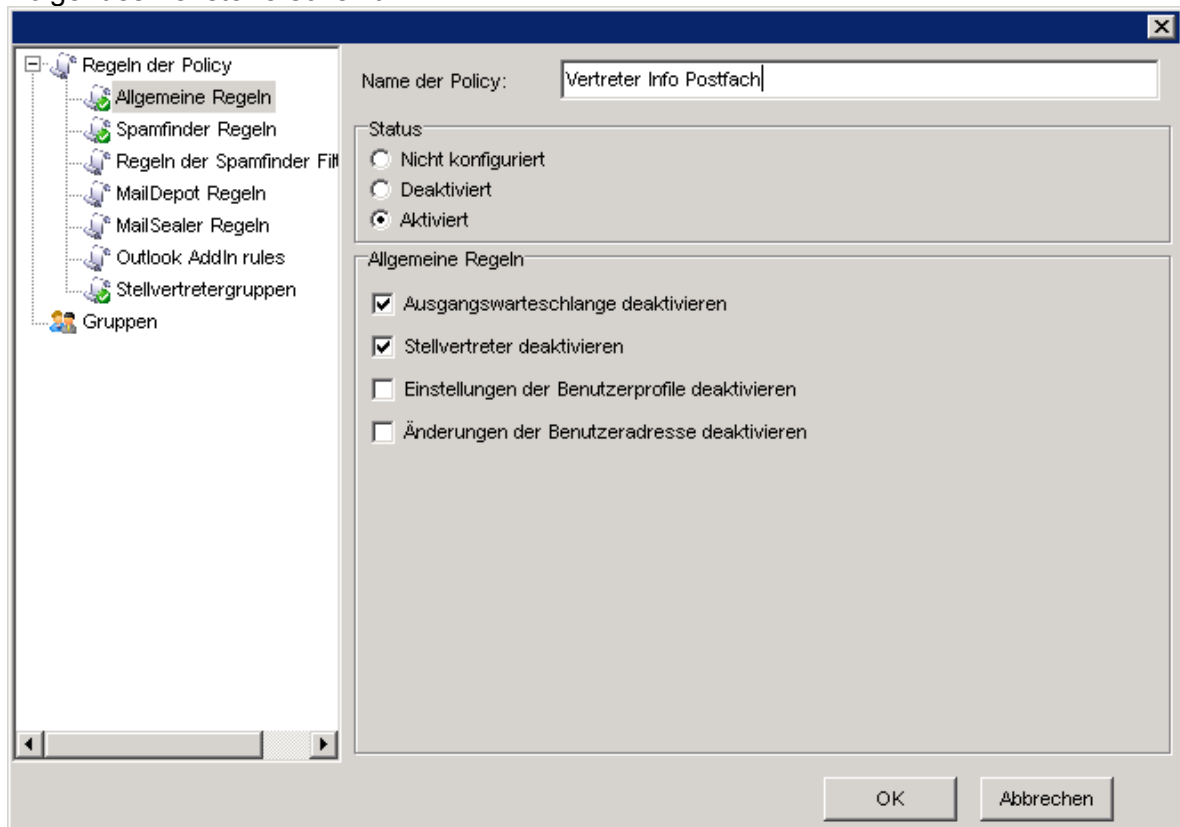 Regeln der Policy
Allgemeine Regeln
Spamfinder Regeln
Regeln der Spamfinder Filt
MailDepot Regeln
MailSealer Regeln
Outlook AddIn rules
Stellvertretergruppen
Gruppen
Name der Policy:
Vertreter Info Postfach
Status
Nicht konfiguriert
Deaktiviert
Aktiviert
Allgemeine Regeln
Ausgangswarteschlange deaktivieren
Stellvertreter deaktivieren
Einstellungen der Benutzerprofile deaktivieren
Änderungen der Benutzeradresse deaktivieren
OK
Abbrechen